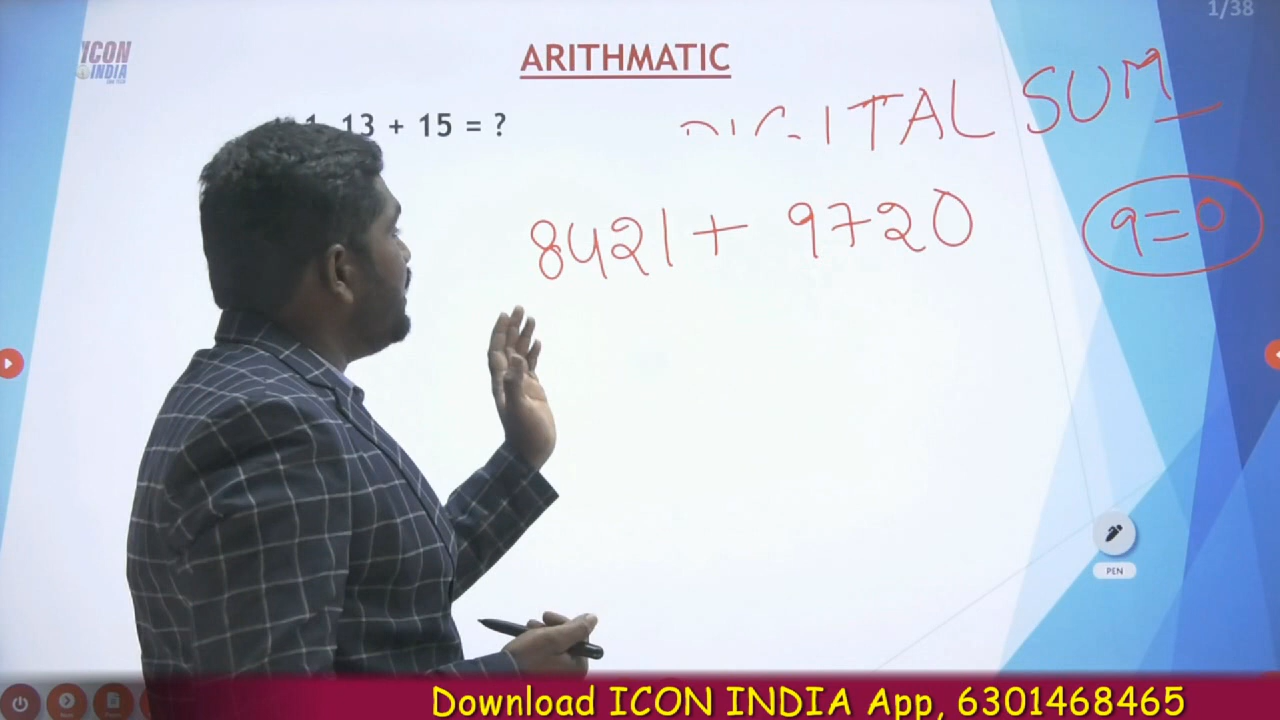 1/38
ICON
INDIA
ARITHMATIC
DIGITAL SUM
1 13 + 15 = ?
8421 + 9720
9=0
PEN
Download ICON INDIA App, 6301468465